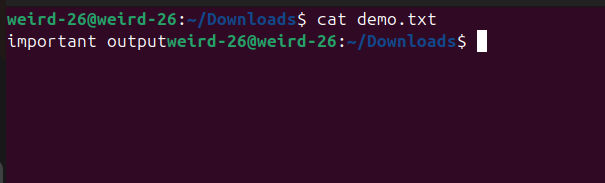 weird-26@weird-26:~/Downloads$ cat demo.txt
important outputweird-26@weird-26:~/Downloads$